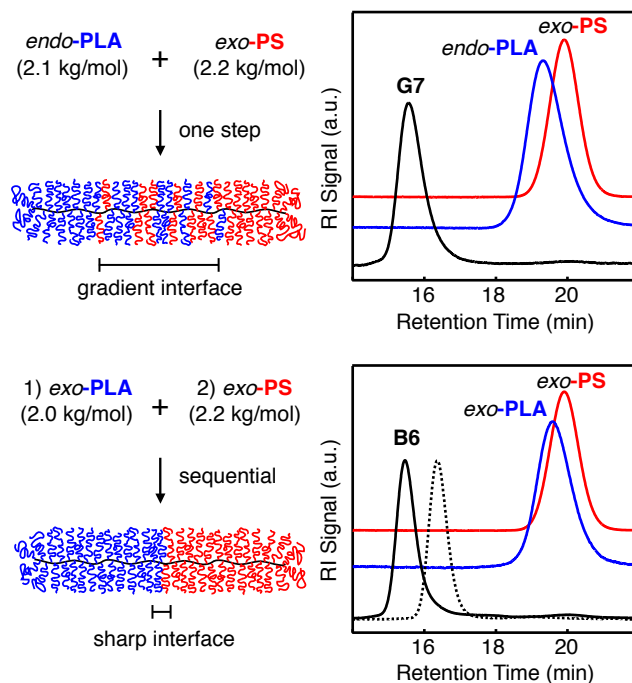 endo-PLA + exo-PS
(2.1 kg/mol) (2.2 kg/mol)
one step
gradient interface
RI Signal (a.u.)
G7
endo-PLA
exo-PS
16 18 20
Retention Time (min)
1) exo-PLA + 2) exo-PS
(2.0 kg/mol) (2.2 kg/mol)
sequential
sharp interface
RI Signal (a.u.)
B6
exo-PLA
exo-PS
16 18 20
Retention Time (min)